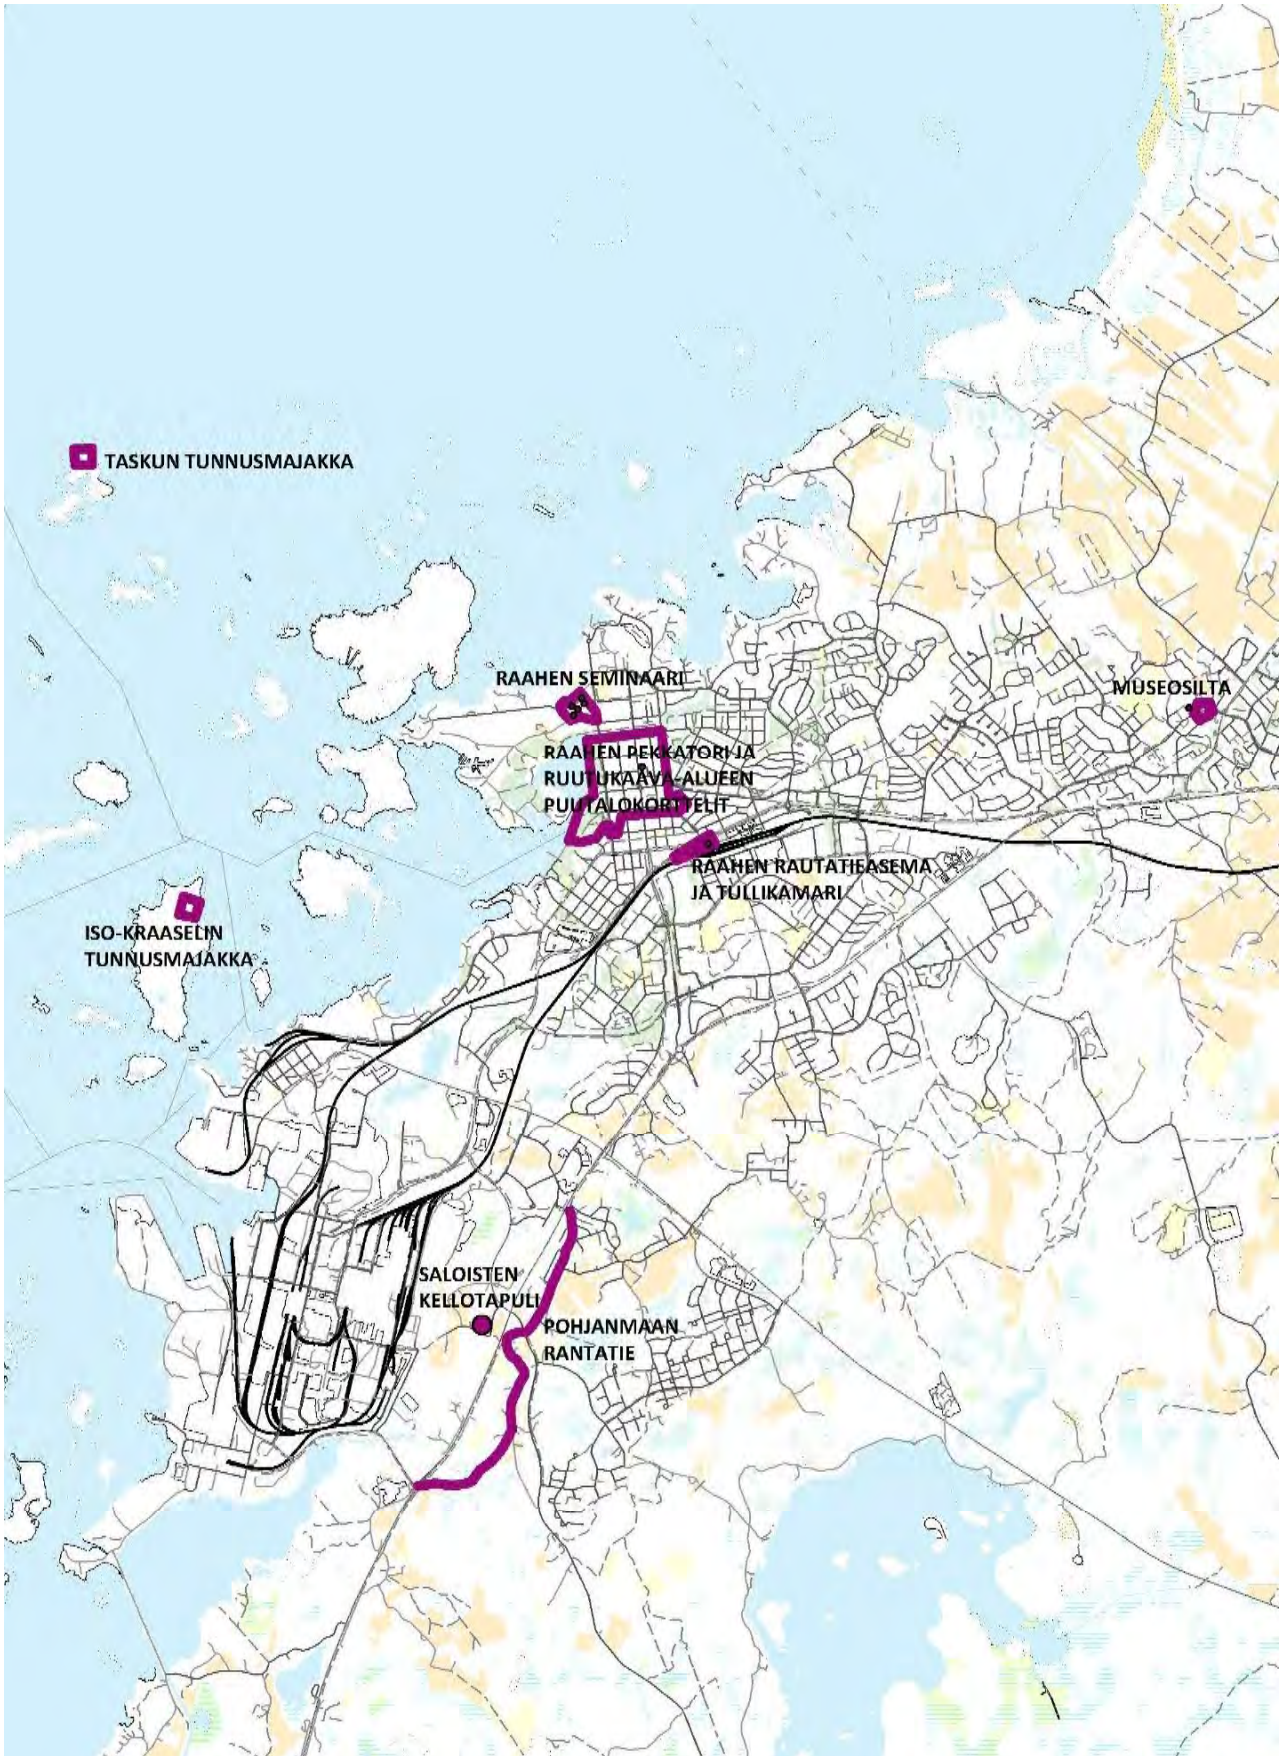 TASKUN TUNNUSMAJAKKA
RAAHEN SEMINAARI
MUSEOSILTA
RAAHEN PEKKATORI JA
RUUTUKAAVA-ALUEEN
PUUTALOKORTTELIT
RAAHEN RAUTATIEASEMA
JA TULLIKAMARI
ISO-KRAASELIN
TUNNUSMAJAKKA
SALOISTEN
KELLOTAPULI
POHJANMAAN
RANTATIE